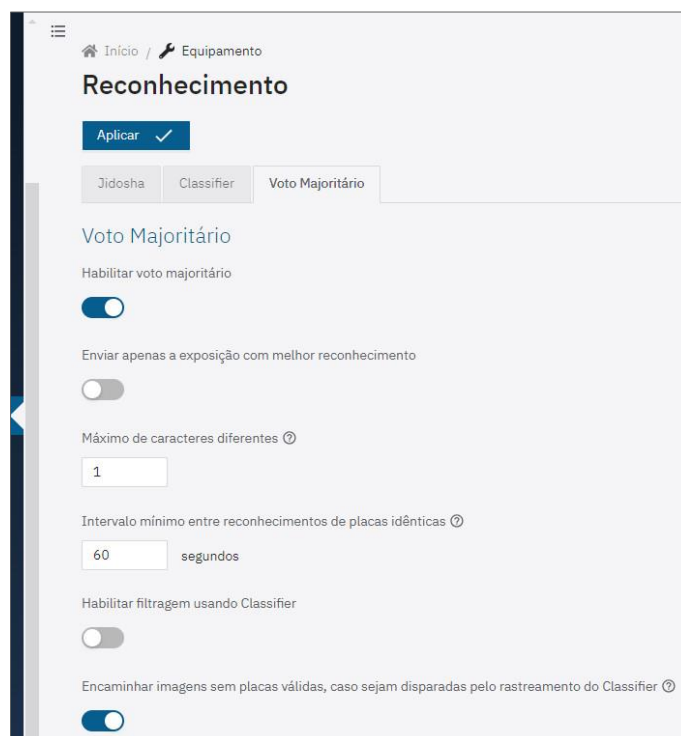 Início / Equipamento
Reconhecimento
Aplicar
Jidosha Classifier Voto Majoritário
Voto Majoritário
Habilitar voto majoritário
Enviar apenas a exposição com melhor reconhecimento
Máximo de caracteres diferentes
1
Intervalo mínimo entre reconhecimentos de placas idênticas
60 segundos
Habilitar filtragem usando Classifier
Encaminhar imagens sem placas válidas, caso sejam disparadas pelo rastreamento do Classifier